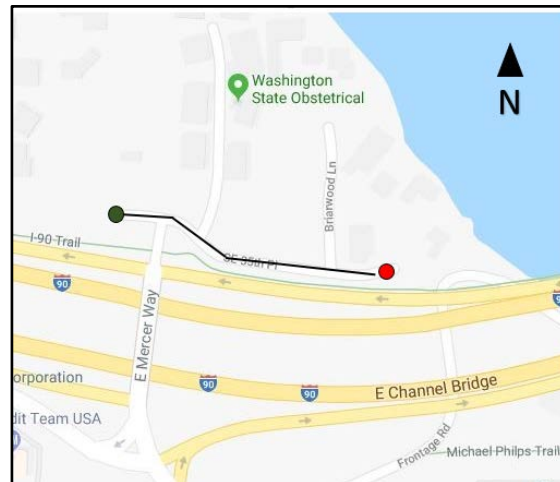 Washington
State Obstetrical
N
Briarwood Ln
I-90 Trail
SE 35th Pl
90
90
E Mercer Way
90
90
E Channel Bridge
orporation
dit Team USA
Frontage Rd
Michael Philps Trail